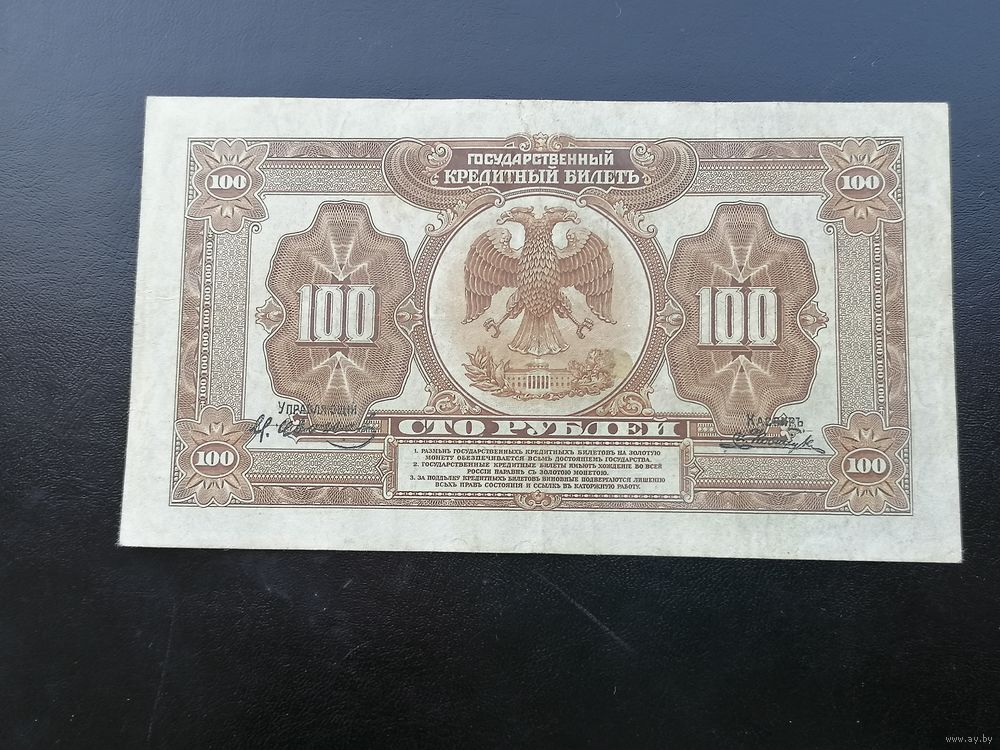 ГОСУДАРСТВЕННЫЙ
КРЕДИТНЫЙ БИЛЕТЪ
100
100
100
100
УПРАВЛЯЮЩІЙ
КАССИРЪ
СТО РУБЛЕЙ
1. РАЗМѢНЪ ГОСУДАРСТВЕННЫХЪ КРЕДИТНЫХЪ БИЛЕТОВЪ НА ЗОЛОТУЮ
МОНЕТУ ОБЕЗПЕЧИВАЕТСЯ ВСѢМЪ ДОСТОЯНІЕМЪ ГОСУДАРСТВА.
2. ГОСУДАРСТВЕННЫЕ КРЕДИТНЫЕ БИЛЕТЫ ИМѢЮТЪ ХОЖДЕНІЕ ВО ВСЕЙ
РОССІИ НАРАВНѢ СЪ ЗОЛОТОЮ МОНЕТОЮ.
3. ЗА ПОДДѢЛКУ КРЕДИТНЫХЪ БИЛЕТОВЪ ВИНОВНЫЕ ПОДВЕРГАЮТСЯ ЛИШЕНІЮ
ВСѢХЪ ПРАВЪ СОСТОЯНІЯ И ССЫЛКѢ ВЪ КАТОРЖНУЮ РАБОТУ.
100
100
www.ay.by